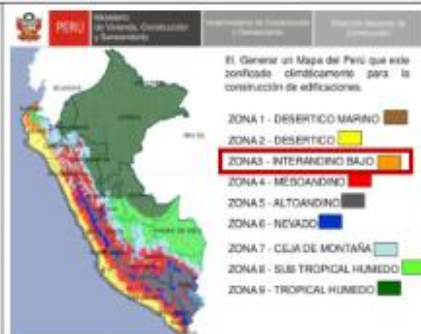 PERÚ
Ministerio
de Vivienda, Construcción
y Saneamiento
III. Generar un Mapa del Perú que este
zonificado climáticamente para la
construcción de edificaciones.
ZONA 1 - DESERTICO MARINO
ZONA 2 - DESERTICO
ZONA3 - INTERANDINO BAJO
ZONA 4 - MESOANDINO
ZONA 5 - ALTOANDINO
ZONA 6 - NEVADO
ZONA 7 - CEJA DE MONTAÑA
ZONA 8 - SUB TROPICAL HUMEDO
ZONA 9 - TROPICAL HUMEDO